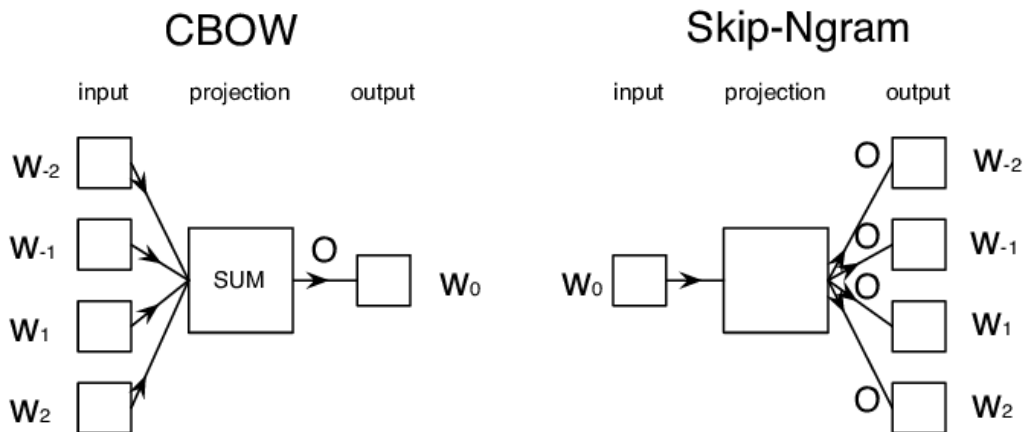 CBOW
input projection output
w-2
w-1
w1
w2
SUM
O
w0
Skip-Ngram
input projection output
w0
O
O
O
O
w-2
w-1
w1
w2